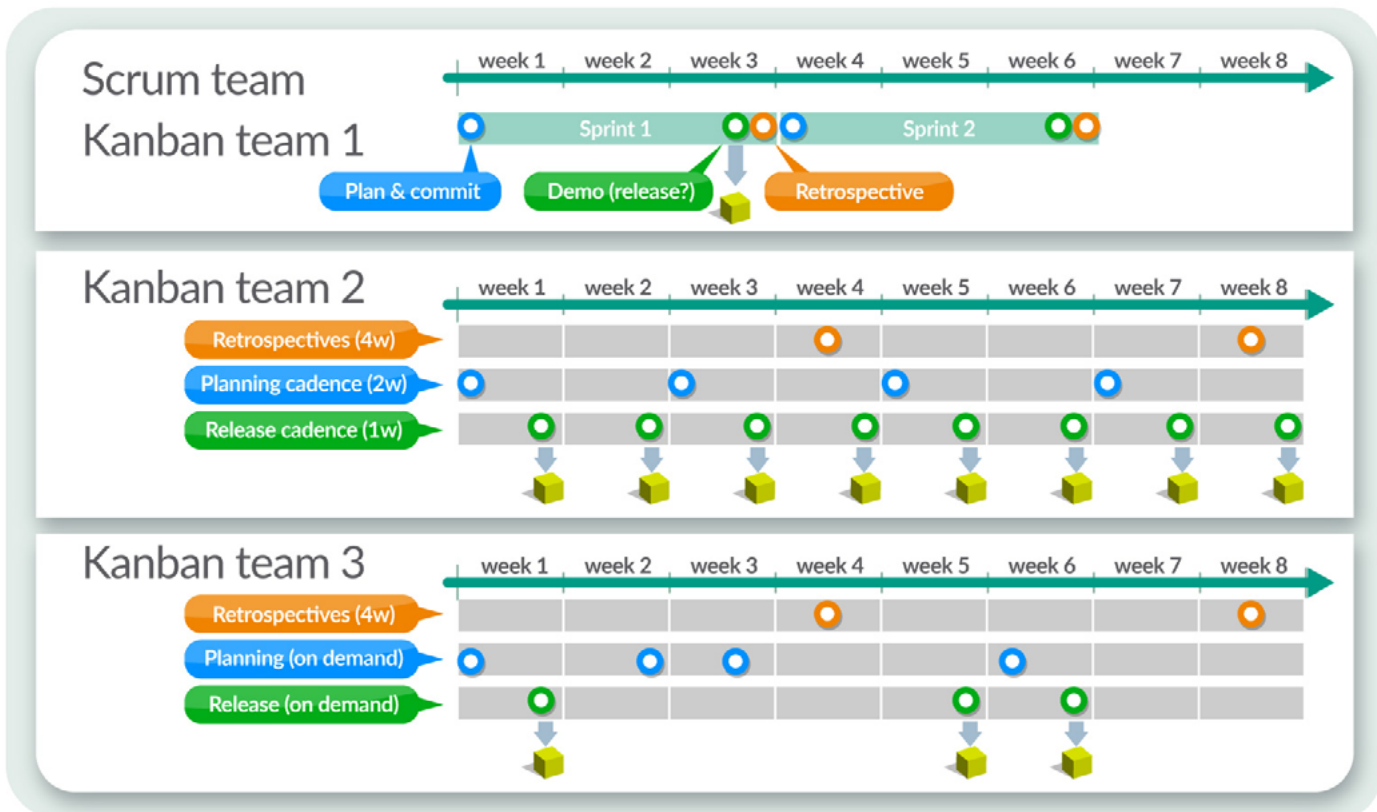 Scrum team
week 1 week 2 week 3 week 4 week 5 week 6 week 7 week 8
Kanban team 1
Sprint 1 Sprint 2
Plan & commit Demo (release?) Retrospective
Kanban team 2
week 1 week 2 week 3 week 4 week 5 week 6 week 7 week 8
Retrospectives (4w)
Planning cadence (2w)
Release cadence (1w)
Kanban team 3
week 1 week 2 week 3 week 4 week 5 week 6 week 7 week 8
Retrospectives (4w)
Planning (on demand)
Release (on demand)